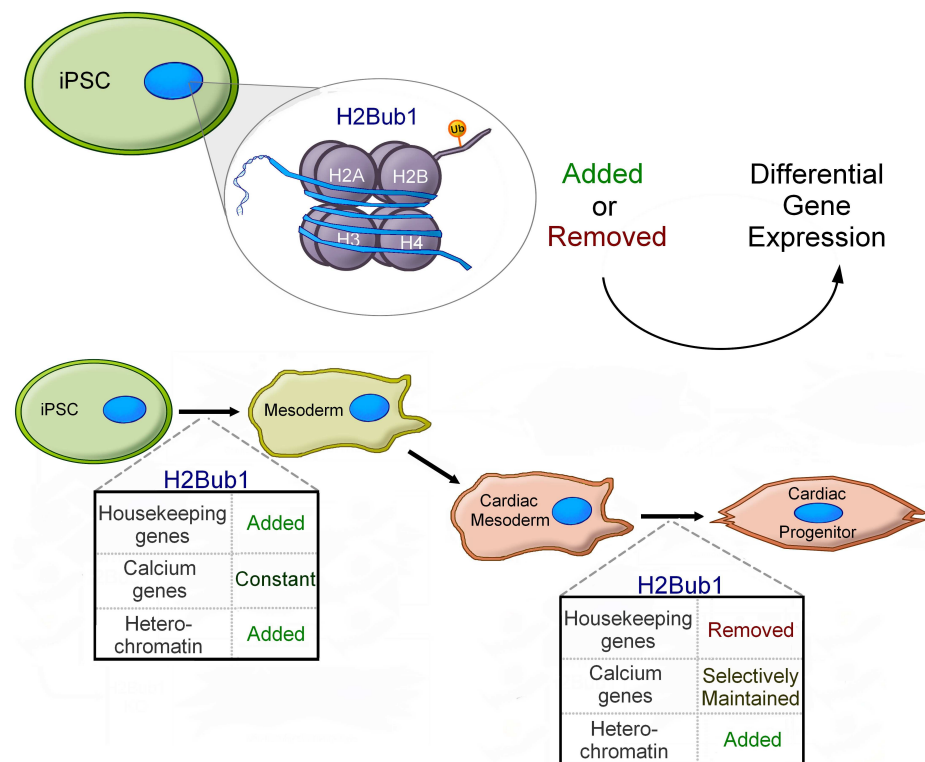 iPSC
H2Bub1
Ub
H2A
H2B
H3
H4
Added
or
Removed
Differential
Gene
Expression
iPSC
Mesoderm
Cardiac
Mesoderm
Cardiac
Progenitor
H2Bub1
Housekeeping
genes
Added
Calcium
genes
Constant
Hetero-
chromatin
Added
H2Bub1
Housekeeping
genes
Removed
Calcium
genes
Selectively
Maintained
Hetero-
chromatin
Added